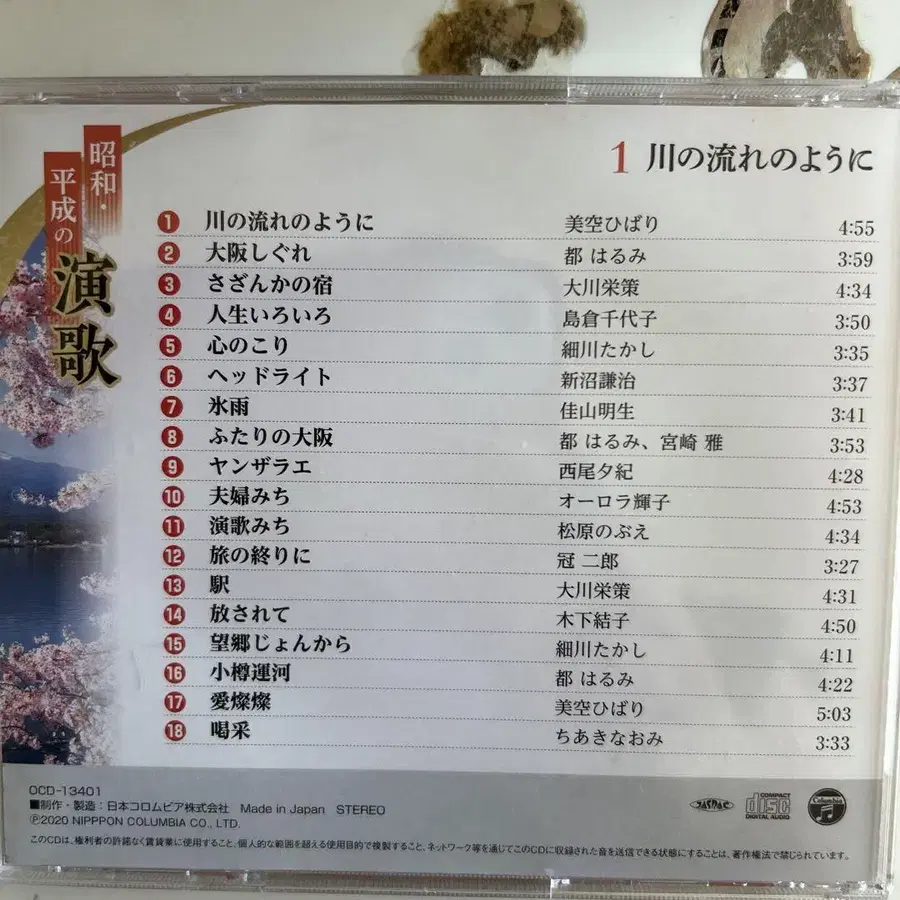 昭和・
平成の
演歌
1 川の流れのように
1 川の流れのように 美空ひばり 4:55
2 大阪しぐれ 都 はるみ 3:59
3 さざんかの宿 大川栄策 4:34
4 人生いろいろ 島倉千代子 3:50
5 心のこり 細川たかし 3:35
6 ヘッドライト 新沼謙治 3:37
7 氷雨 佳山明生 3:41
8 ふたりの大阪 都 はるみ、宮崎 雅 3:53
9 ヤンザラエ 西尾夕紀 4:28
10 夫婦みち オーロラ輝子 4:53
11 演歌みち 松原のぶえ 4:34
12 旅の終りに 冠 二郎 3:27
13 駅 大川栄策 4:31
14 放されて 木下結子 4:50
15 望郷じょんから 細川たかし 4:11
16 小樽運河 都 はるみ 4:22
17 愛燦燦 美空ひばり 5:03
18 喝采 ちあきなおみ 3:33
OCD-13401
■制作・製造：日本コロムビア株式会社 Made in Japan STEREO
Ⓟ2020 NIPPPON COLUMBIA CO., LTD.
JASRAC
COMPACT
disc
DIGITAL AUDIO
Columbia
このCDは、権利者の許諾なく賃貸業に使用すること、個人的な範囲を超える使用目的で複製すること、ネットワーク等を通じてこのCDに収録された音を送信できる状態にすることは、著作権法で禁じられています。